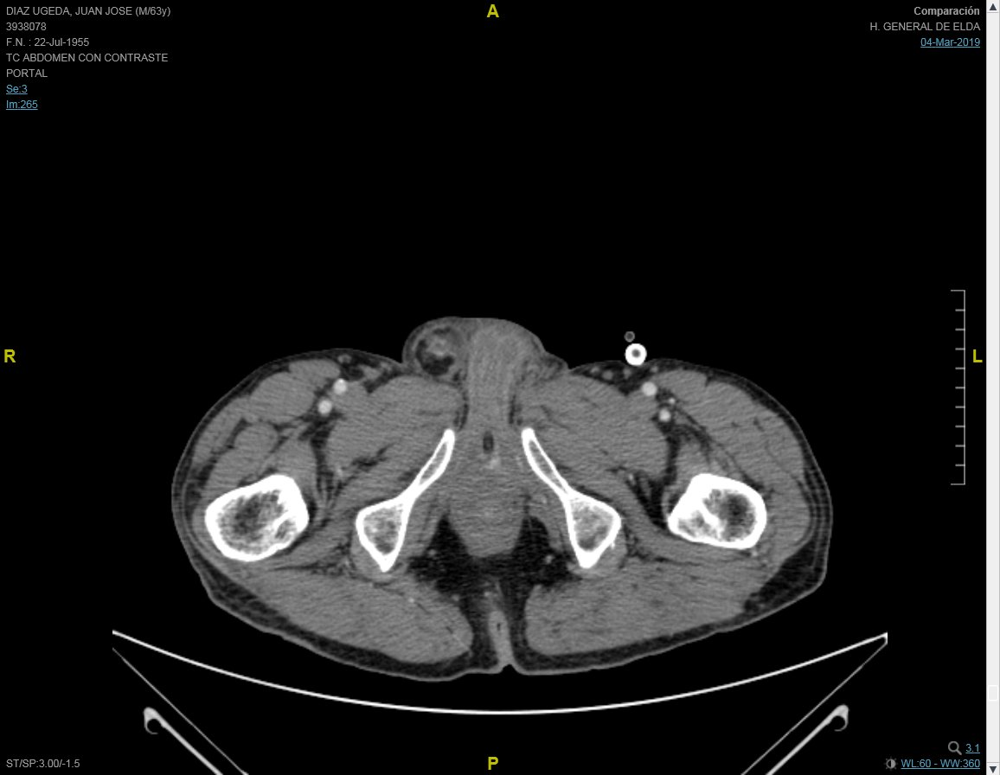 DIAZ UGEDA, JUAN JOSE (M/63y)
3938078
F.N. : 22-Jul-1955
TC ABDOMEN CON CONTRASTE
PORTAL
Se:3
Im:265
A
Comparación
H. GENERAL DE ELDA
04-Mar-2019
R
L
ST/SP:3.00/-1.5
P
3.1
WL:60 - WW:360